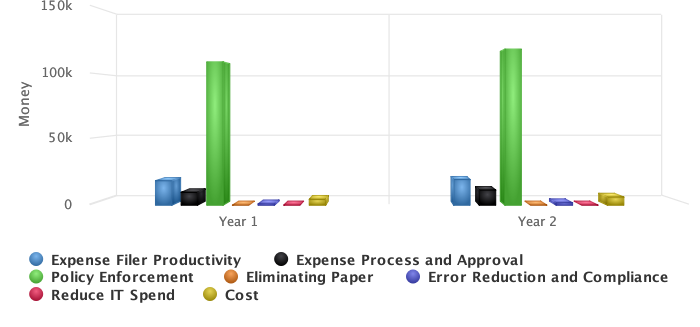 150k
100k
50k
0
Money
Year 1
Year 2
Expense Filer Productivity
Expense Process and Approval
Policy Enforcement
Eliminating Paper
Error Reduction and Compliance
Reduce IT Spend
Cost